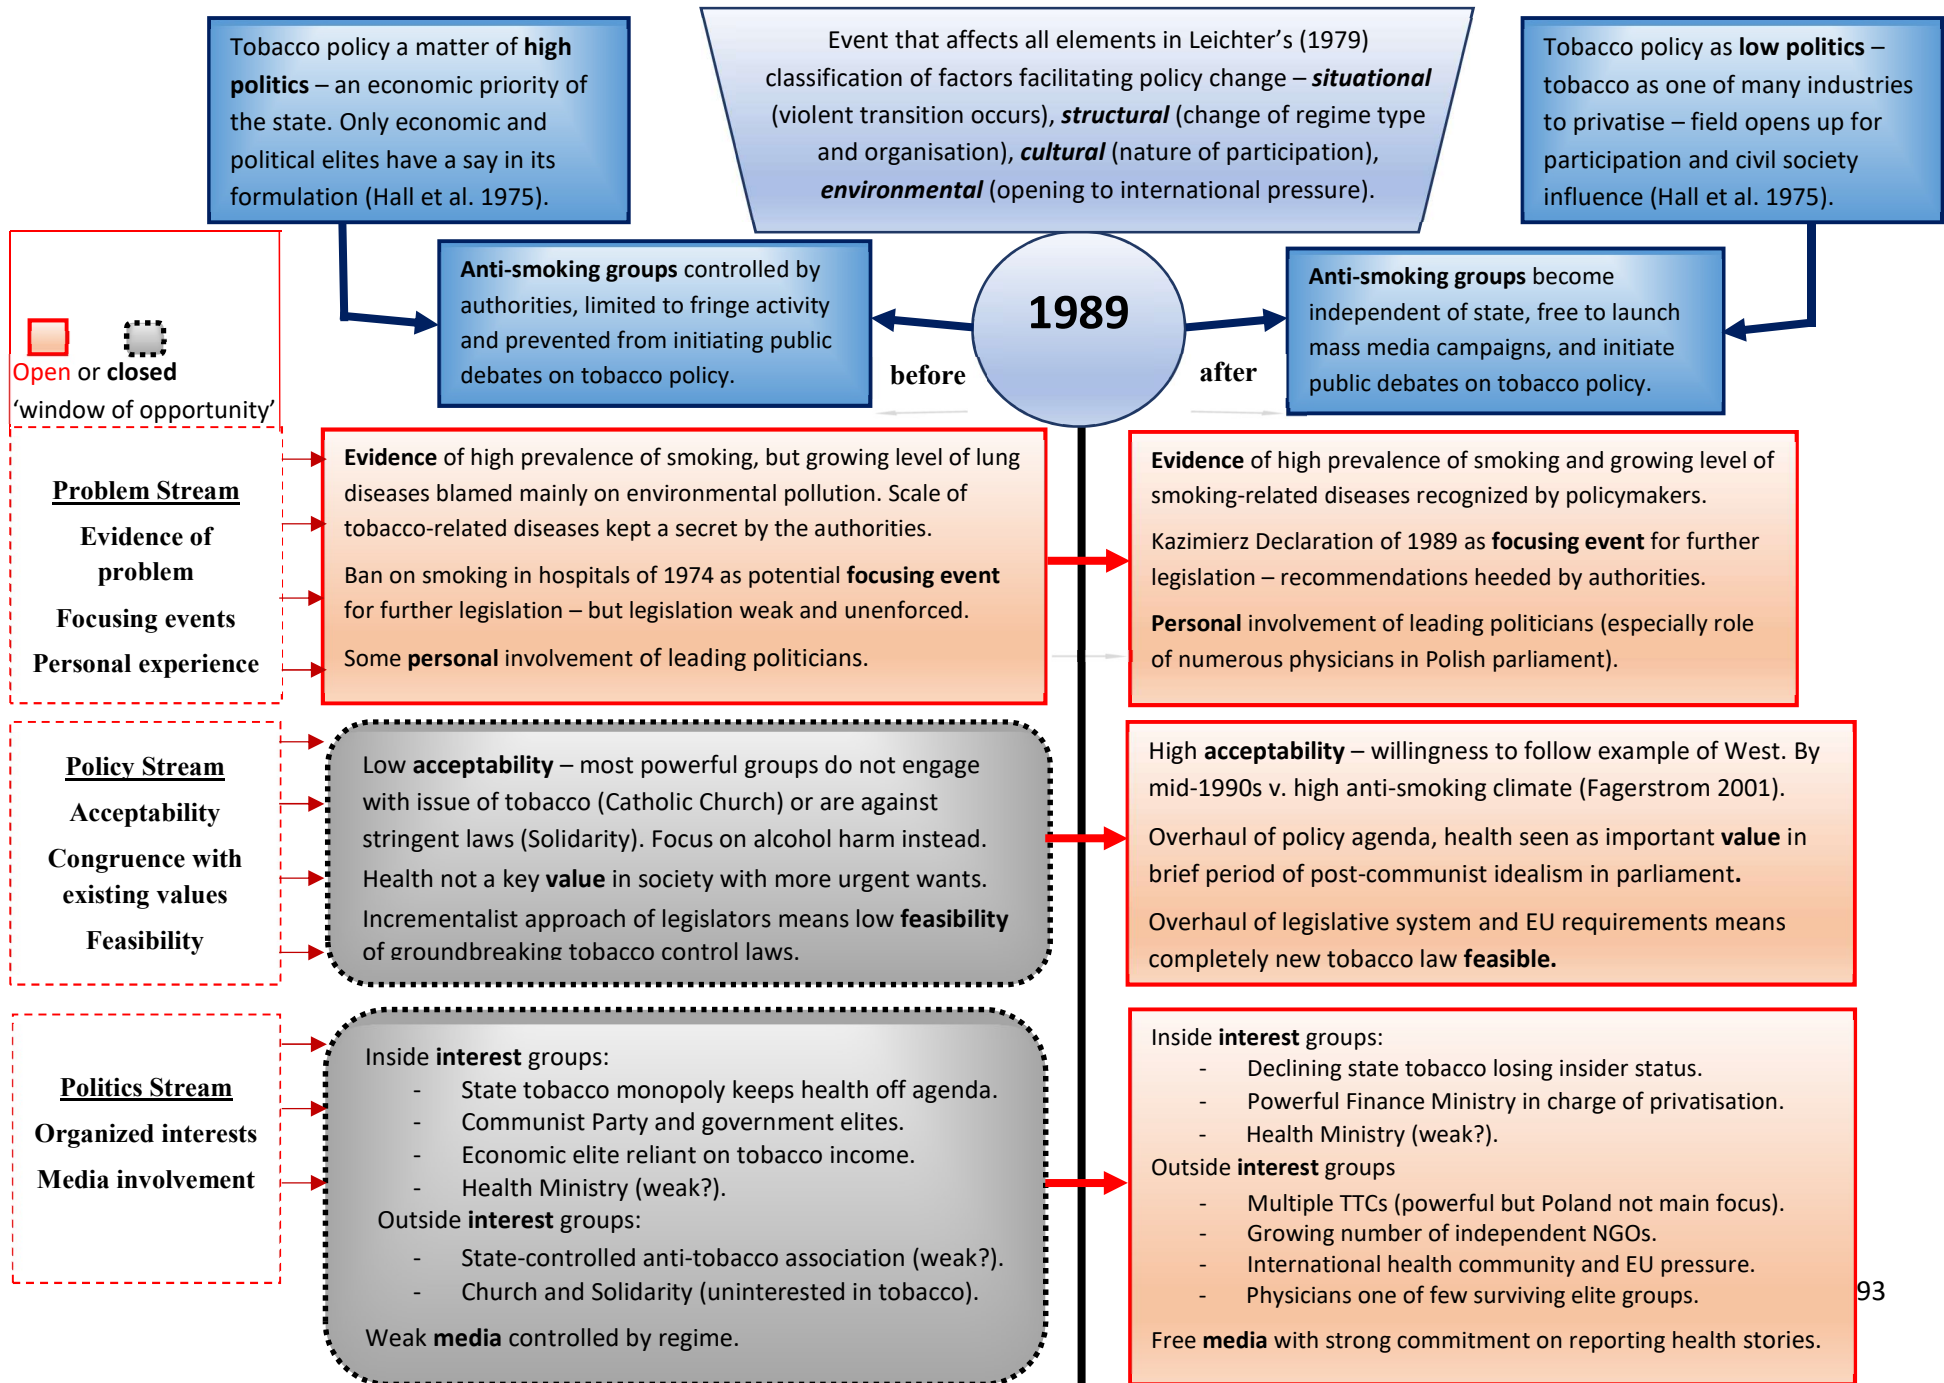 Tobacco policy a matter of high
politics – an economic priority of
the state. Only economic and
political elites have a say in its
formulation (Hall et al. 1975).
Event that affects all elements in Leichter’s (1979)
classification of factors facilitating policy change – situational
(violent transition occurs), structural (change of regime type
and organisation), cultural (nature of participation),
environmental (opening to international pressure).
Tobacco policy as low politics –
tobacco as one of many industries
to privatise – field opens up for
participation and civil society
influence (Hall et al. 1975).
Anti-smoking groups controlled by
authorities, limited to fringe activity
and prevented from initiating public
debates on tobacco policy.
before
1989
after
Anti-smoking groups become
independent of state, free to launch
mass media campaigns, and initiate
public debates on tobacco policy.
Open or closed
‘window of opportunity’
Problem Stream
Evidence of
problem
Focusing events
Personal experience
Evidence of high prevalence of smoking, but growing level of lung
diseases blamed mainly on environmental pollution. Scale of
tobacco-related diseases kept a secret by the authorities.
Ban on smoking in hospitals of 1974 as potential focusing event
for further legislation – but legislation weak and unenforced.
Some personal involvement of leading politicians.
Evidence of high prevalence of smoking and growing level of
smoking-related diseases recognized by policymakers.
Kazimierz Declaration of 1989 as focusing event for further
legislation – recommendations heeded by authorities.
Personal involvement of leading politicians (especially role
of numerous physicians in Polish parliament).
Policy Stream
Acceptability
Congruence with
existing values
Feasibility
Low acceptability – most powerful groups do not engage
with issue of tobacco (Catholic Church) or are against
stringent laws (Solidarity). Focus on alcohol harm instead.
Health not a key value in society with more urgent wants.
Incrementalist approach of legislators means low feasibility
of groundbreaking tobacco control laws.
High acceptability – willingness to follow example of West. By
mid-1990s v. high anti-smoking climate (Fagerstrom 2001).
Overhaul of policy agenda, health seen as important value in
brief period of post-communist idealism in parliament.
Overhaul of legislative system and EU requirements means
completely new tobacco law feasible.
Politics Stream
Organized interests
Media involvement
Inside interest groups:
- State tobacco monopoly keeps health off agenda.
- Communist Party and government elites.
- Economic elite reliant on tobacco income.
- Health Ministry (weak?).
Outside interest groups:
- State-controlled anti-tobacco association (weak?).
- Church and Solidarity (uninterested in tobacco).
Weak media controlled by regime.
Inside interest groups:
- Declining state tobacco losing insider status.
- Powerful Finance Ministry in charge of privatisation.
- Health Ministry (weak?).
Outside interest groups
- Multiple TTCs (powerful but Poland not main focus).
- Growing number of independent NGOs.
- International health community and EU pressure.
- Physicians one of few surviving elite groups.
Free media with strong commitment on reporting health stories.
93